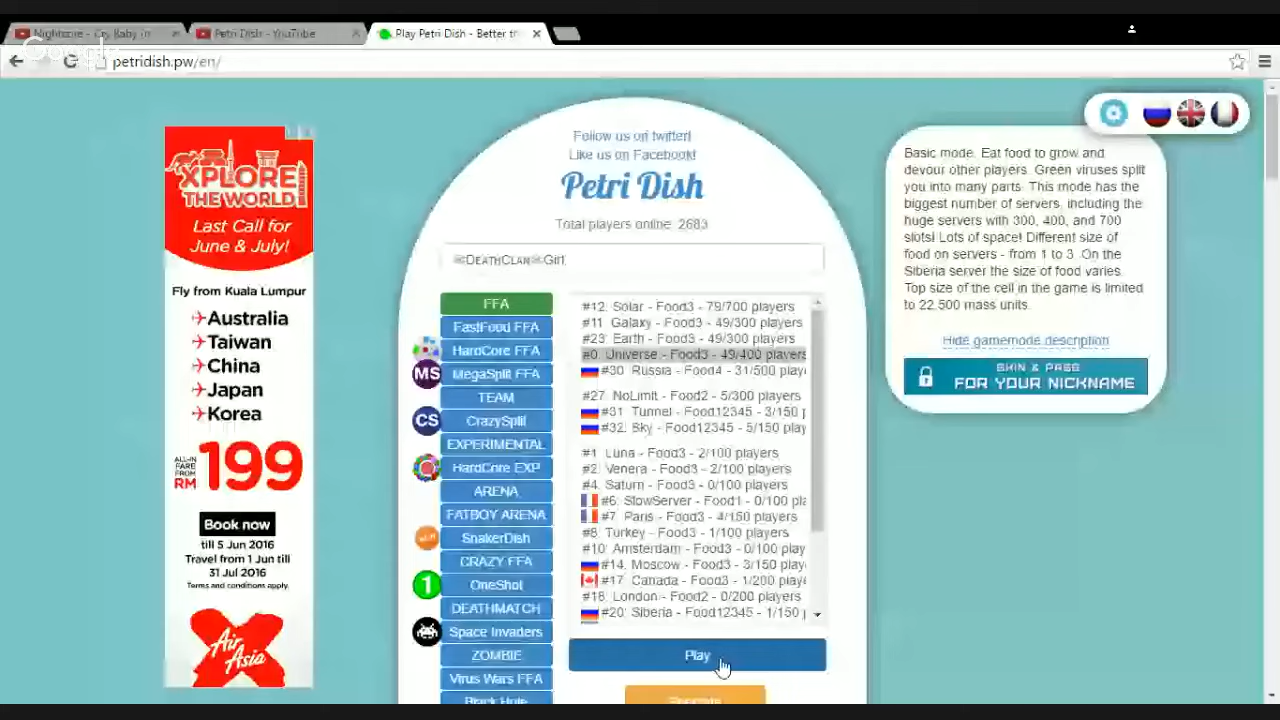 Nightcore - Cry Baby (n
Petri Dish - YouTube
Play Petri Dish - Better th
Google
petridish.pw/en/
XPLORE
THE WORLD
Last Call for
June & July!
Fly from Kuala Lumpur
Australia
Taiwan
China
Japan
Korea
ALL-IN
FARE
FROM
RM
199
Book now
till 5 Jun 2016
Travel from 1 Jun till
31 Jul 2016
Terms and conditions apply.
Air
Asia
Follow us on twitter!
Like us on Facebook!
Petri Dish
Total players online: 2683
DEATHCLAN Girl
FFA
FastFood FFA
HardCore FFA
MS
MegaSplit FFA
TEAM
CS
CrazySplit
EXPERIMENTAL
HardCore EXP
ARENA
FATBOY ARENA
SnakerDish
CRAZY FFA
1
OneShot
DEATHMATCH
Space Invaders
ZOMBIE
Virus Wars FFA
Black Hole
#12. Solar - Food3 - 79/700 players
#11. Galaxy - Food3 - 49/300 players
#23. Earth - Food3 - 49/300 players
#0. Universe - Food3 - 49/400 players
#30. Russia - Food4 - 31/500 play
#27. NoLimit - Food2 - 5/300 players
#31. Tunnel - Food12345 - 3/150 p
#32. Sky - Food12345 - 5/150 play
#1. Luna - Food3 - 2/100 players
#2. Venera - Food3 - 2/100 players
#4. Saturn - Food3 - 0/100 players
#6. SlowServer - Food1 - 0/100 pla
#7. Paris - Food3 - 4/150 players
#8. Turkey - Food3 - 1/100 players
#10. Amsterdam - Food3 - 0/100 play
#14. Moscow - Food3 - 3/150 play
#17. Canada - Food3 - 1/200 playe
#18. London - Food2 - 0/200 players
#20. Siberia - Food12345 - 1/150 p
Play
Spectate
Basic mode. Eat food to grow and
devour other players. Green viruses split
you into many parts. This mode has the
biggest number of servers, including the
huge servers with 300, 400, and 700
slots! Lots of space! Different size of
food on servers - from 1 to 3. On the
Siberia server the size of food varies.
Top size of the cell in the game is limited
to 22,500 mass units.
Hide gamemode description
SKIN & PASS
FOR YOUR NICKNAME